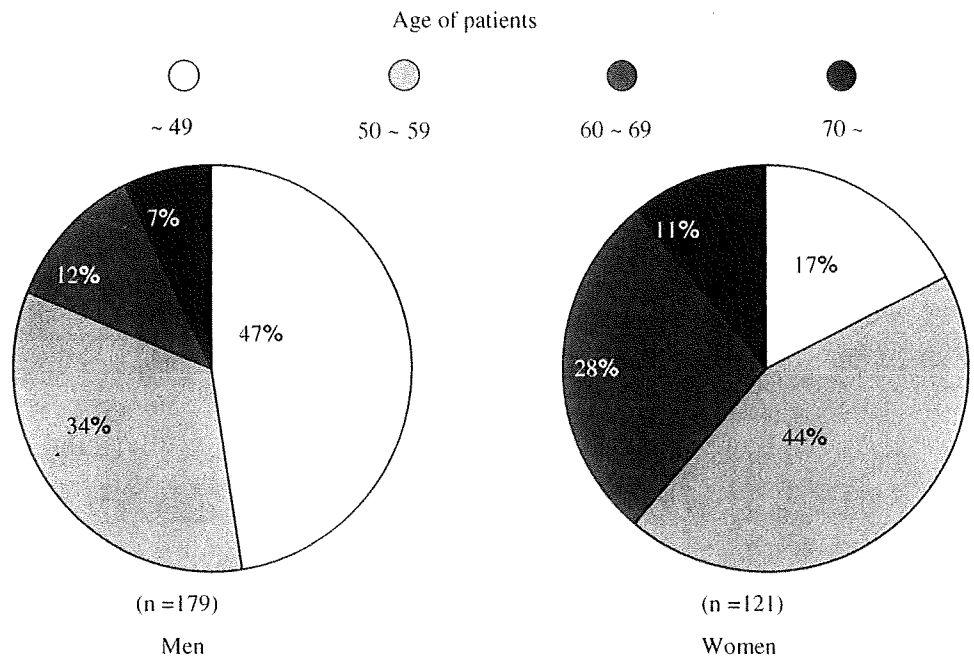 Age of patients
~ 49
50 ~ 59
60 ~ 69
70 ~
7%
12%
47%
34%
11%
17%
28%
44%
(n =179)
Men
(n =121)
Women